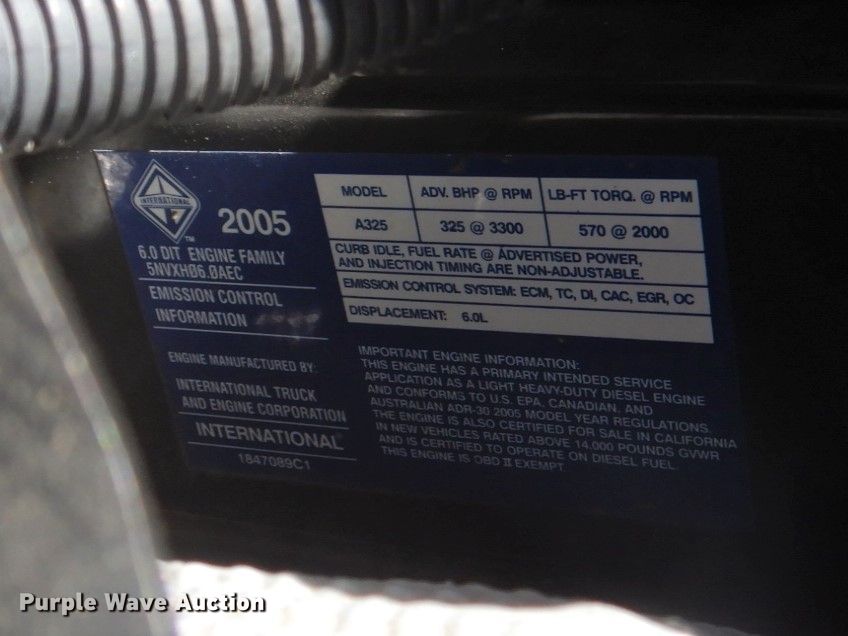 INTERNATIONAL
™
2005
6.0 DIT ENGINE FAMILY
5NVXH06.0AEC
EMISSION CONTROL
INFORMATION
ENGINE MANUFACTURED BY:
INTERNATIONAL TRUCK
AND ENGINE CORPORATION
INTERNATIONAL®
1847089C1
MODEL ADV. BHP @ RPM LB-FT TORQ. @ RPM
A325 325 @ 3300 570 @ 2000
CURB IDLE, FUEL RATE @ ADVERTISED POWER,
AND INJECTION TIMING ARE NON-ADJUSTABLE.
EMISSION CONTROL SYSTEM: ECM, TC, DI, CAC, EGR, OC
DISPLACEMENT: 6.0L
IMPORTANT ENGINE INFORMATION:
THIS ENGINE HAS A PRIMARY INTENDED SERVICE
APPLICATION AS A LIGHT HEAVY-DUTY DIESEL ENGINE
AND CONFORMS TO U.S. EPA, CANADIAN, AND
AUSTRALIAN ADR-30 2005 MODEL YEAR REGULATIONS.
THE ENGINE IS ALSO CERTIFIED FOR SALE IN CALIFORNIA
IN NEW VEHICLES RATED ABOVE 14,000 POUNDS GVWR
AND IS CERTIFIED TO OPERATE ON DIESEL FUEL.
THIS ENGINE IS OBD II EXEMPT
Purple Wave Auction